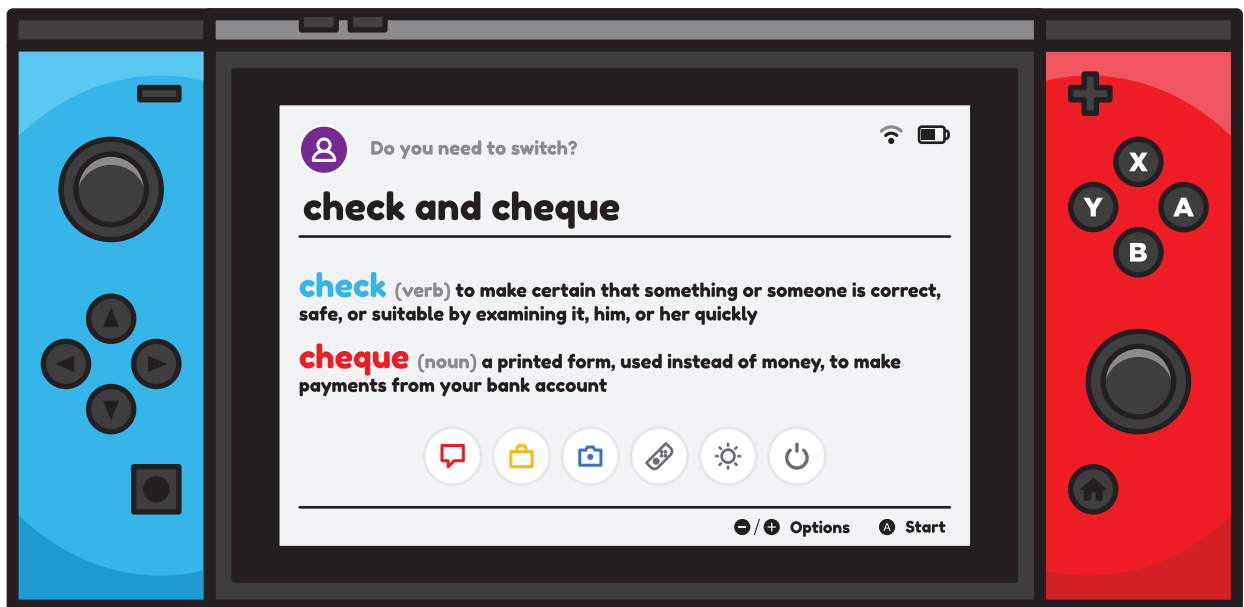 Do you need to switch?
check and cheque
check (verb) to make certain that something or someone is correct,
safe, or suitable by examining it, him, or her quickly
cheque (noun) a printed form, used instead of money, to make
payments from your bank account
−/+ Options A Start
X
Y A
B